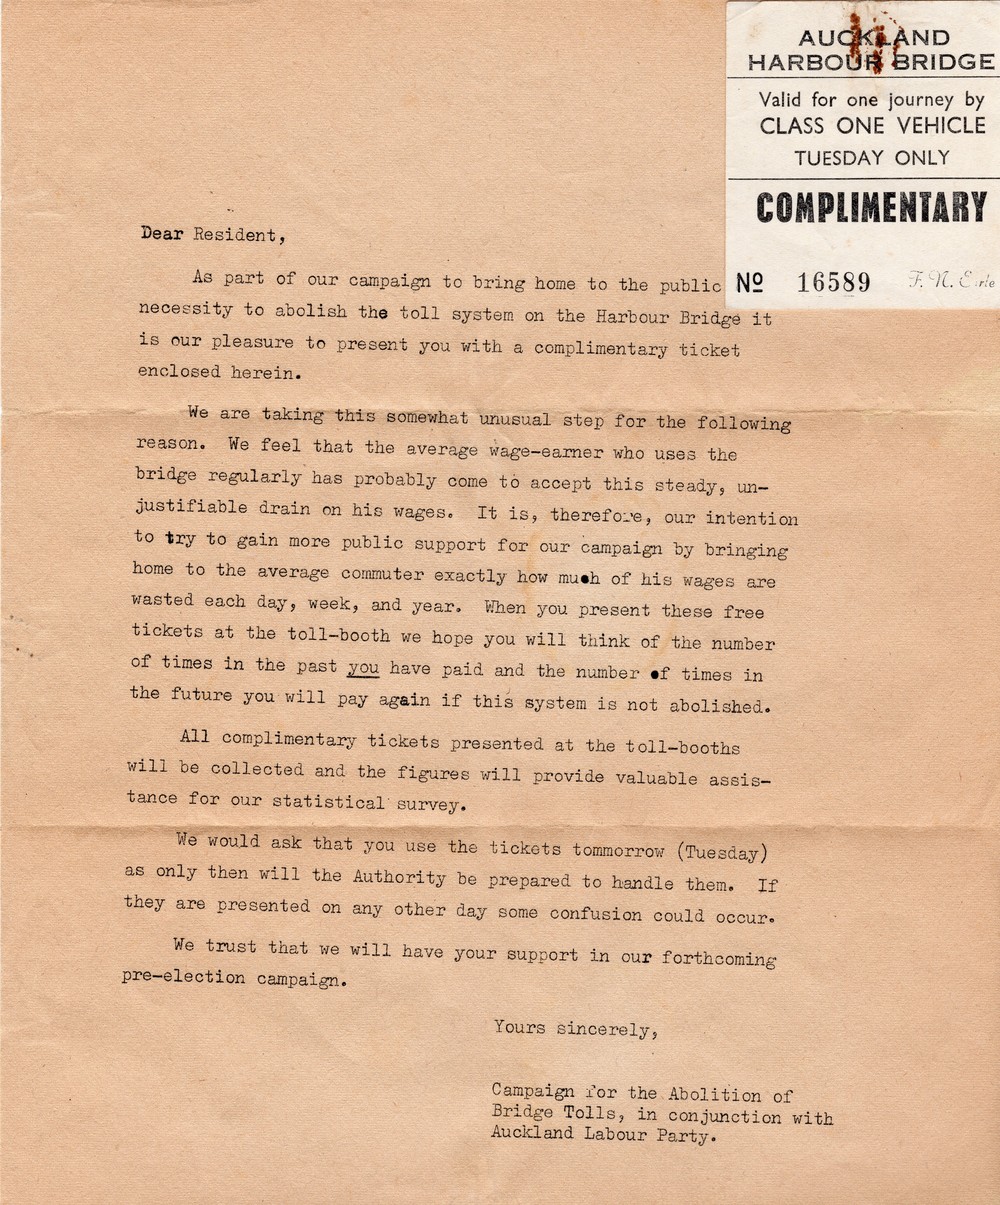 AUCKLAND
HARBOUR BRIDGE
Valid for one journey by
CLASS ONE VEHICLE
TUESDAY ONLY
COMPLIMENTARY
Nº 16589 F. N. E
Dear Resident,
As part of our campaign to bring home to the public
necessity to abolish the toll system on the Harbour Bridge it
is our pleasure to present you with a complimentary ticket
enclosed herein.
We are taking this somewhat unusual step for the following
reason. We feel that the average wage-earner who uses the
bridge regularly has probably come to accept this steady, un-
justifiable drain on his wages. It is, therefore, our intention
to try to gain more public support for our campaign by bringing
home to the average commuter exactly how much of his wages are
wasted each day, week, and year. When you present these free
tickets at the toll-booth we hope you will think of the number
of times in the past you have paid and the number of times in
the future you will pay again if this system is not abolished.
All complimentary tickets presented at the toll-booths
will be collected and the figures will provide valuable assis-
tance for our statistical survey.
We would ask that you use the tickets tommorrow (Tuesday)
as only then will the Authority be prepared to handle them. If
they are presented on any other day some confusion could occur.
We trust that we will have your support in our forthcoming
pre-election campaign.
Yours sincerely,
Campaign for the Abolition of
Bridge Tolls, in conjunction with
Auckland Labour Party.